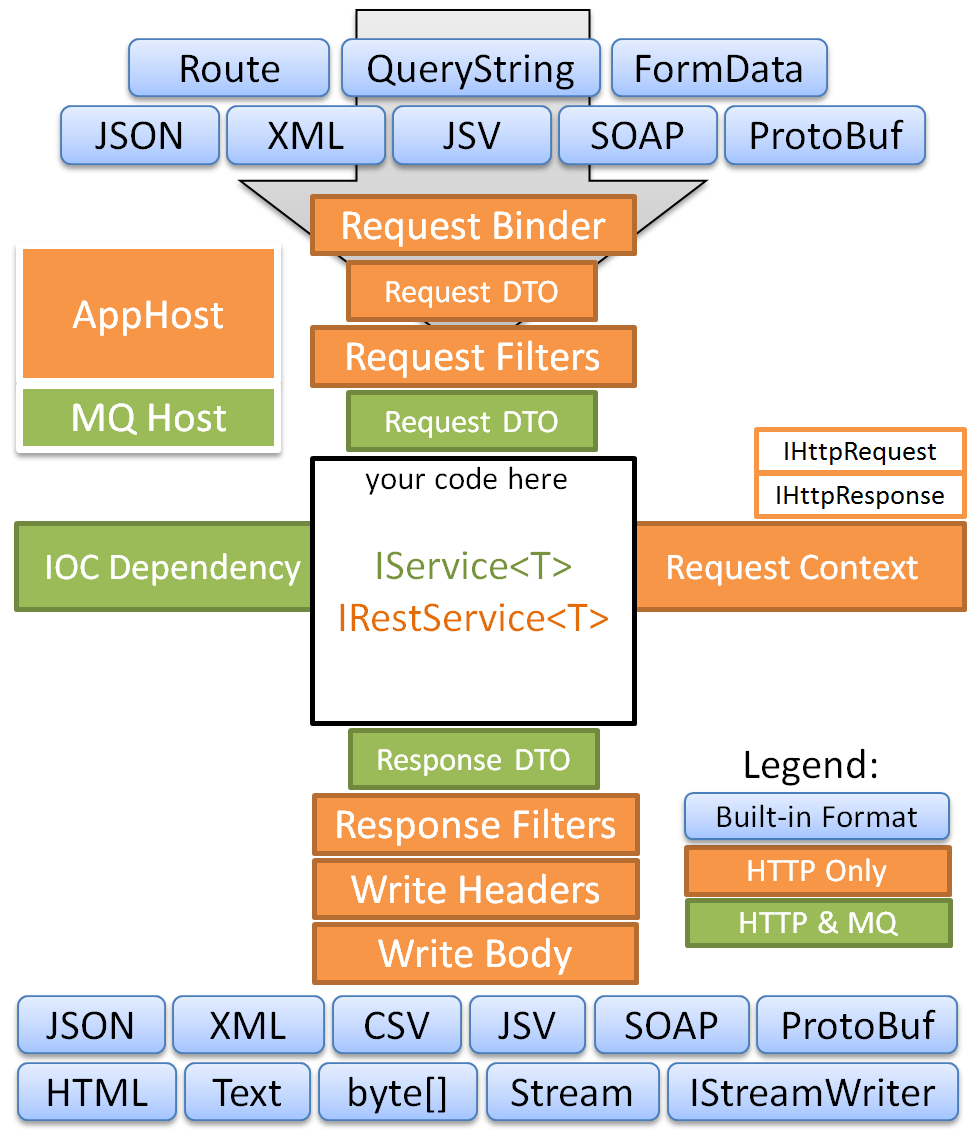 Route QueryString FormData
JSON XML JSV SOAP ProtoBuf
Request Binder
Request DTO
AppHost
Request Filters
MQ Host
Request DTO
IHttpRequest
your code here
IHttpResponse
IOC Dependency
IService<T>
Request Context
IRestService<T>
Response DTO
Legend:
Response Filters
Built-in Format
Write Headers
HTTP Only
HTTP & MQ
Write Body
JSON XML CSV JSV SOAP ProtoBuf
HTML Text byte[] Stream IStreamWriter